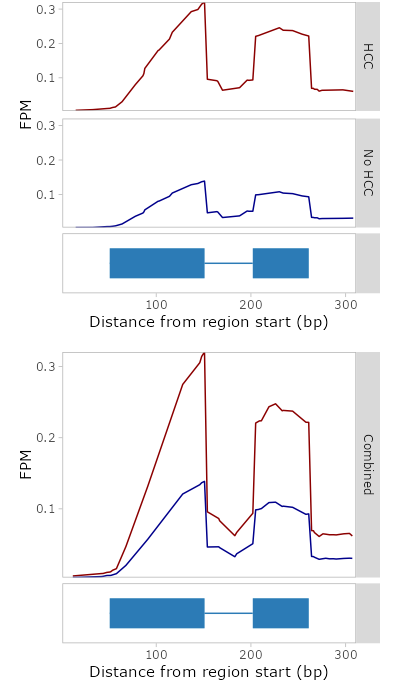 0.3
0.2
0.1
HCC
FPM
0.3
0.2
0.1
No HCC
100 200 300
Distance from region start (bp)
0.3
0.2
0.1
FPM
Combined
100 200 300
Distance from region start (bp)